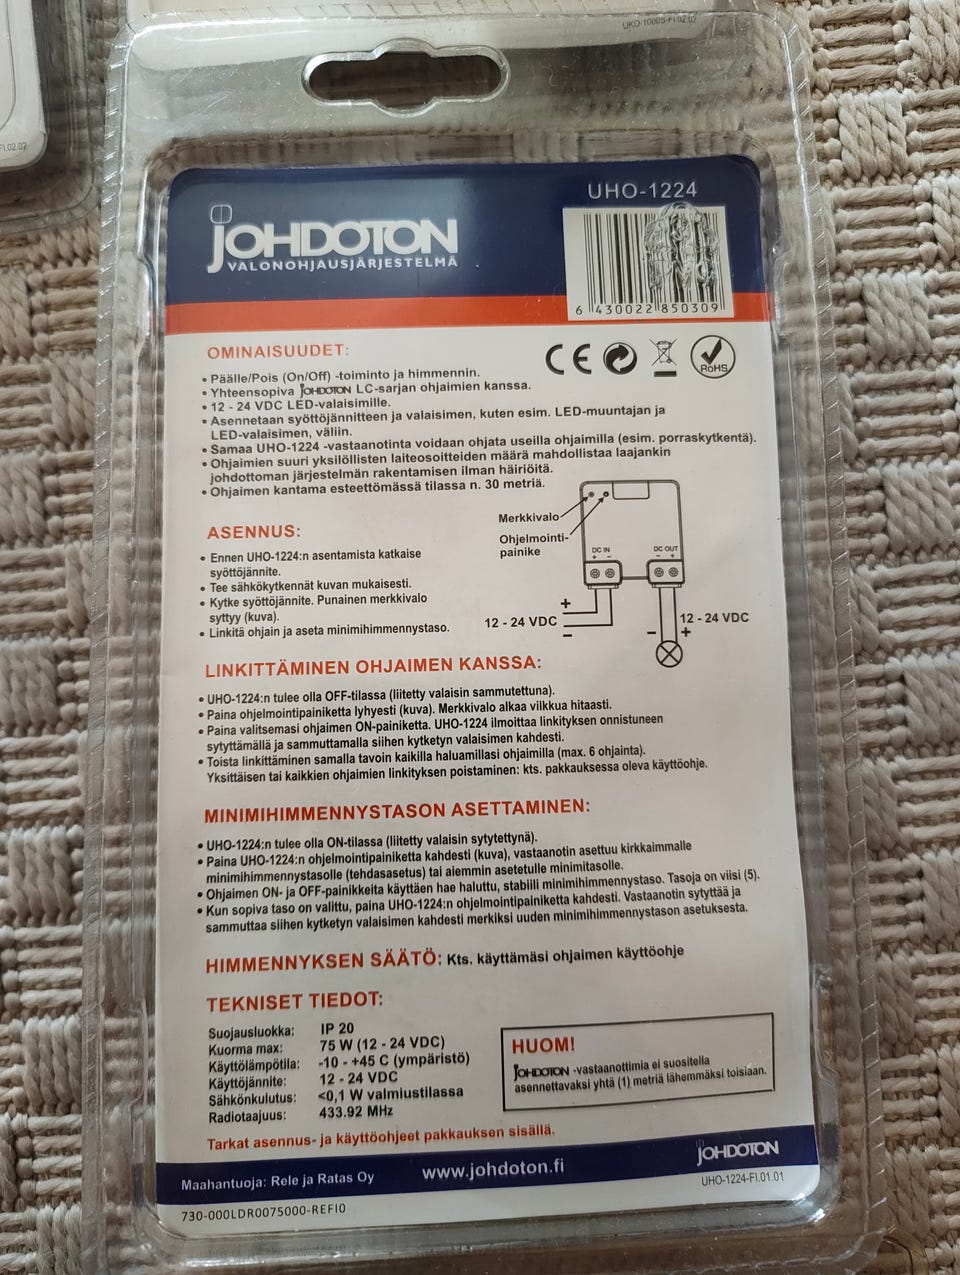 UKO-1000S-FI.02.02
FI.02.02
UHO-1224
JOHDOTON
VALONOHJAUSJÄRJESTELMÄ
6 430022 850309
OMINAISUUDET:
CE
RoHS
• Päälle/Pois (On/Off) -toiminto ja himmennin.
• Yhteensopiva JOHDOTON LC-sarjan ohjaimien kanssa.
• 12 - 24 VDC LED-valaisimille.
• Asennetaan syöttöjännitteen ja valaisimen, kuten esim. LED-muuntajan ja
LED-valaisimen, väliin.
• Samaa UHO-1224 -vastaanotinta voidaan ohjata useilla ohjaimilla (esim. porraskytkentä).
• Ohjaimien suuri yksilöllisten laiteosoitteiden määrä mahdollistaa laajankin
johdottoman järjestelmän rakentamisen ilman häiriöitä.
• Ohjaimen kantama esteettömässä tilassa n. 30 metriä.
ASENNUS:
• Ennen UHO-1224:n asentamista katkaise
syöttöjännite.
• Tee sähkökytkennät kuvan mukaisesti.
• Kytke syöttöjännite. Punainen merkkivalo
syttyy (kuva).
• Linkitä ohjain ja aseta minimihimmennystaso.
Merkkivalo
Ohjelmointi-
painike
DC IN
+ -
DC OUT
- +
+
12 - 24 VDC
-
12 - 24 VDC
- +
LINKITTÄMINEN OHJAIMEN KANSSA:
• UHO-1224:n tulee olla OFF-tilassa (liitetty valaisin sammutettuna).
• Paina ohjelmointipainiketta lyhyesti (kuva). Merkkivalo alkaa vilkkua hitaasti.
• Paina valitsemasi ohjaimen ON-painiketta. UHO-1224 ilmoittaa linkityksen onnistuneen
sytyttämällä ja sammuttamalla siihen kytketyn valaisimen kahdesti.
• Toista linkittäminen samalla tavoin kaikilla haluamillasi ohjaimilla (max. 6 ohjainta).
Yksittäisen tai kaikkien ohjaimien linkityksen poistaminen: kts. pakkauksessa oleva käyttöohje.
MINIMIHIMMENNYSTASON ASETTAMINEN:
• UHO-1224:n tulee olla ON-tilassa (liitetty valaisin sytytettynä).
• Paina UHO-1224:n ohjelmointipainiketta kahdesti (kuva), vastaanotin asettuu kirkkaimmalle
minimihimmennystasolle (tehdasasetus) tai aiemmin asetetulle minimitasolle.
• Ohjaimen ON- ja OFF-painikkeita käyttäen hae haluttu, stabiili minimihimmennystaso. Tasoja on viisi (5).
• Kun sopiva taso on valittu, paina UHO-1224:n ohjelmointipainiketta kahdesti. Vastaanotin sytyttää ja
sammuttaa siihen kytketyn valaisimen kahdesti merkiksi uuden minimihimmennystason asetuksesta.
HIMMENNYKSEN SÄÄTÖ: Kts. käyttämäsi ohjaimen käyttöohje
TEKNISET TIEDOT:
Suojausluokka: IP 20
Kuorma max: 75 W (12 - 24 VDC)
Käyttölämpötila: -10 - +45 C (ympäristö)
Käyttöjännite: 12 - 24 VDC
Sähkönkulutus: <0,1 W valmiustilassa
Radiotaajuus: 433.92 MHz
HUOM!
JOHDOTON -vastaanottimia ei suositella
asennettavaksi yhtä (1) metriä lähemmäksi toisiaan.
Tarkat asennus- ja käyttöohjeet pakkauksen sisällä.
Maahantuoja: Rele ja Ratas Oy
www.johdoton.fi
JOHDOTON
730-000LDR0075000-REFI0
UHO-1224-FI.01.01